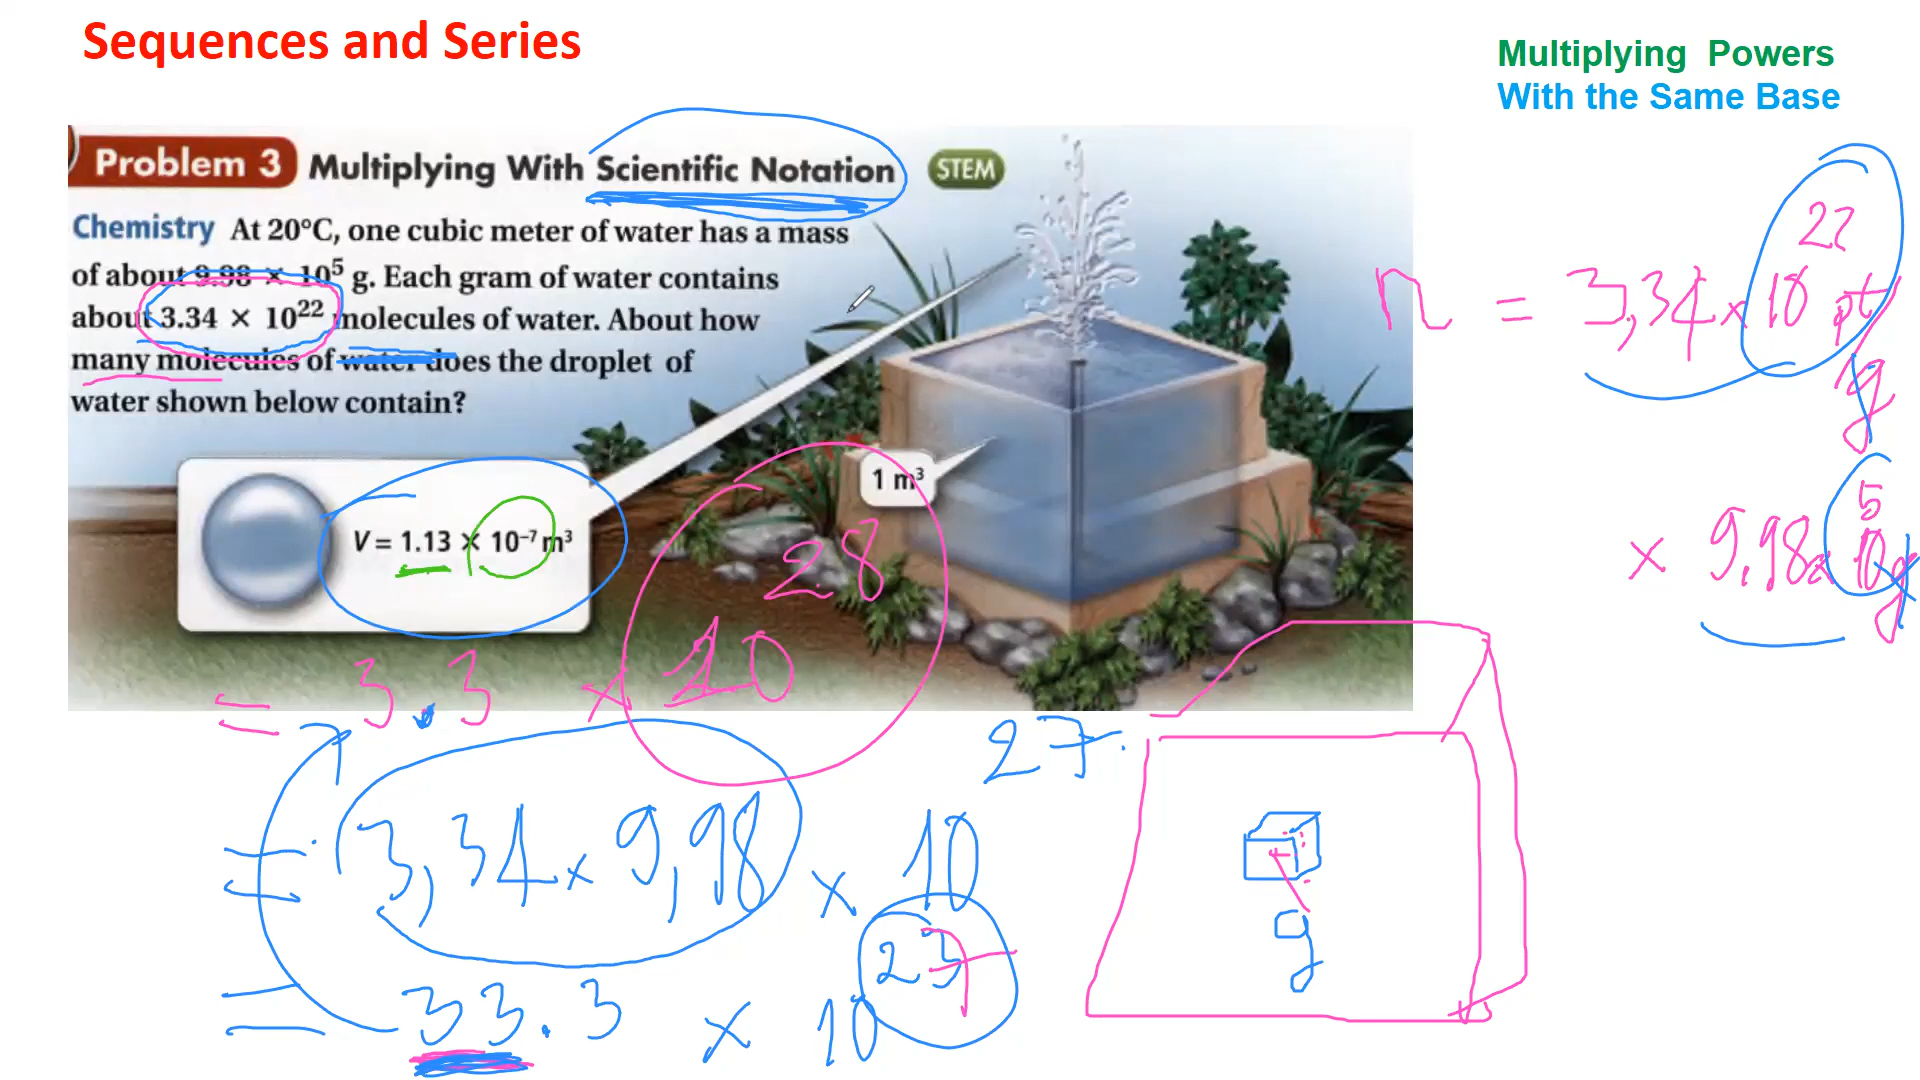 Sequences and Series
Multiplying Powers
With the Same Base
Problem 3 Multiplying With Scientific Notation STEM
Chemistry At 20°C, one cubic meter of water has a mass
of about 9.98 × 10⁵ g. Each gram of water contains
about 3.34 × 10²² molecules of water. About how
many molecules of water does the droplet of
water shown below contain?
V = 1.13 × 10⁻⁷ m³
1 m³
n = 3,34 × 10²² pt/g
× 9.98 × 10⁵ g
= 3.3 × 10²⁸
= 3,34 × 9,98 × 10²⁷
= 33.3 × 10²⁷
g